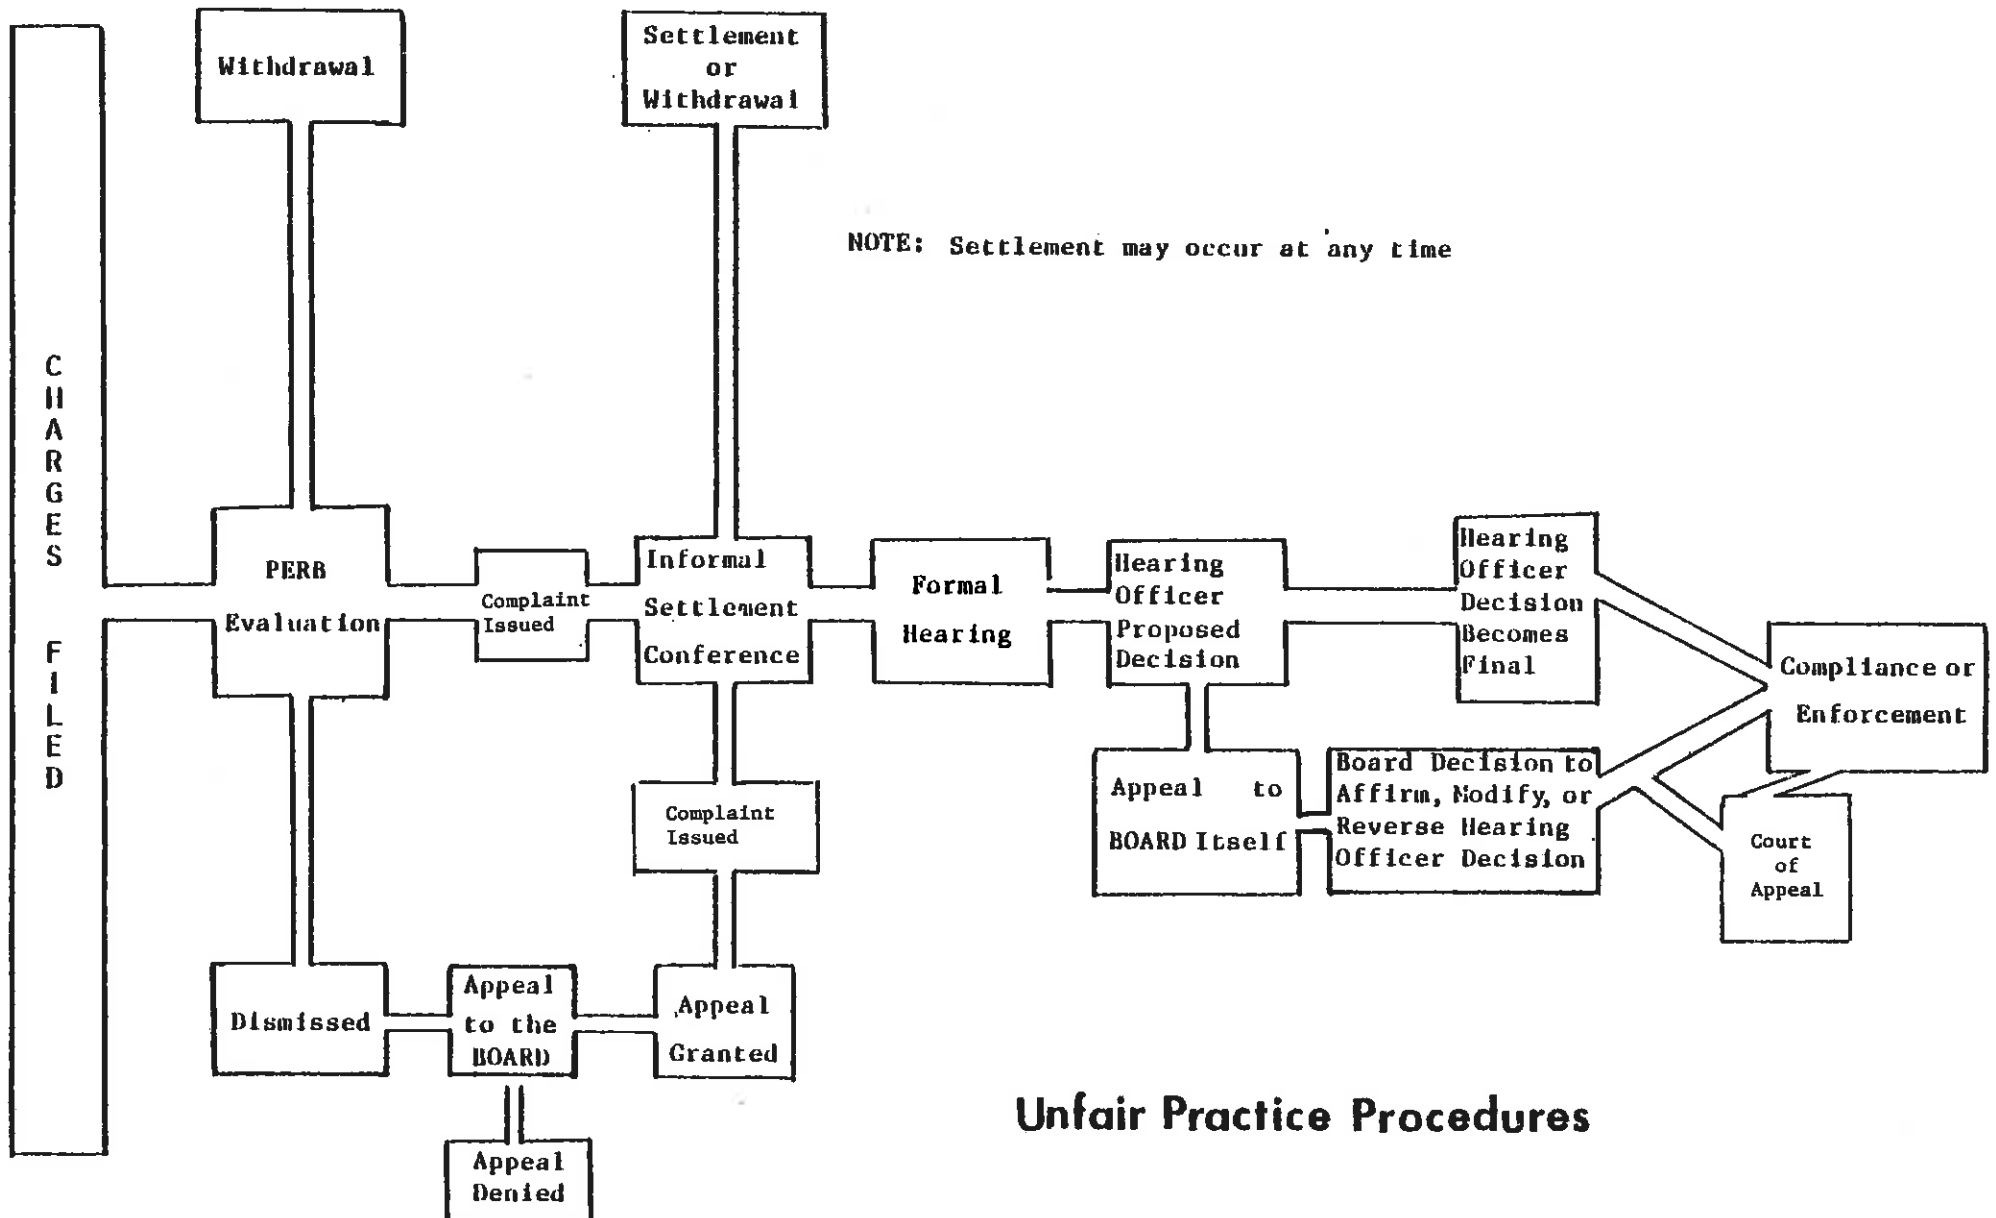 CHARGES
FILED
Withdrawal
Settlement
or
Withdrawal
NOTE: Settlement may occur at any time
PERB
Evaluation
Complaint
Issued
Informal
Settlement
Conference
Formal
Hearing
Hearing
Officer
Proposed
Decision
Hearing
Officer
Decision
Becomes
Final
Compliance or
Enforcement
Appeal to
BOARD Itself
Board Decision to
Affirm, Modify, or
Reverse Hearing
Officer Decision
Court
of
Appeal
Complaint
Issued
Dismissed
Appeal
to the
BOARD
Appeal
Granted
Appeal
Denied
Unfair Practice Procedures